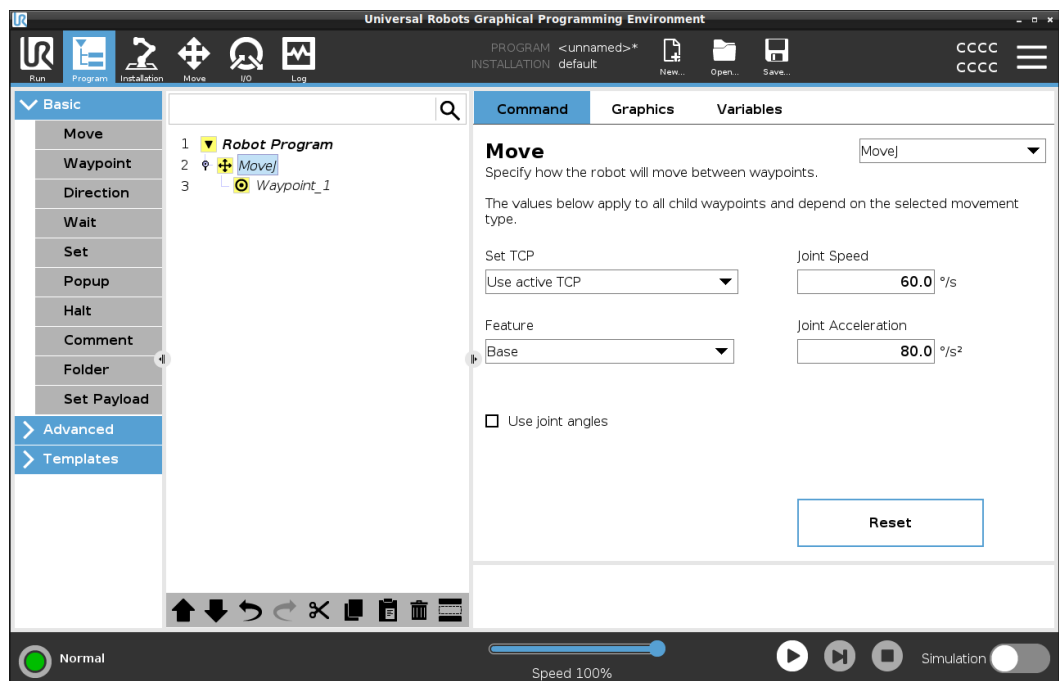 UR
Universal Robots Graphical Programming Environment
Run
Program
Installation
Move
I/O
Log
PROGRAM <unnamed>*
INSTALLATION default
New...
Open...
Save...
CCCC
CCCC
Basic
Move
Waypoint
Direction
Wait
Set
Popup
Halt
Comment
Folder
Set Payload
Advanced
Templates
1 Robot Program
2 MoveJ
3 Waypoint_1
Command Graphics Variables
Move
MoveJ
Specify how the robot will move between waypoints.
The values below apply to all child waypoints and depend on the selected movement
type.
Set TCP
Joint Speed
Use active TCP
60.0 °/s
Feature
Joint Acceleration
Base
80.0 °/s²
Use joint angles
Reset
Normal
Speed 100%
Simulation